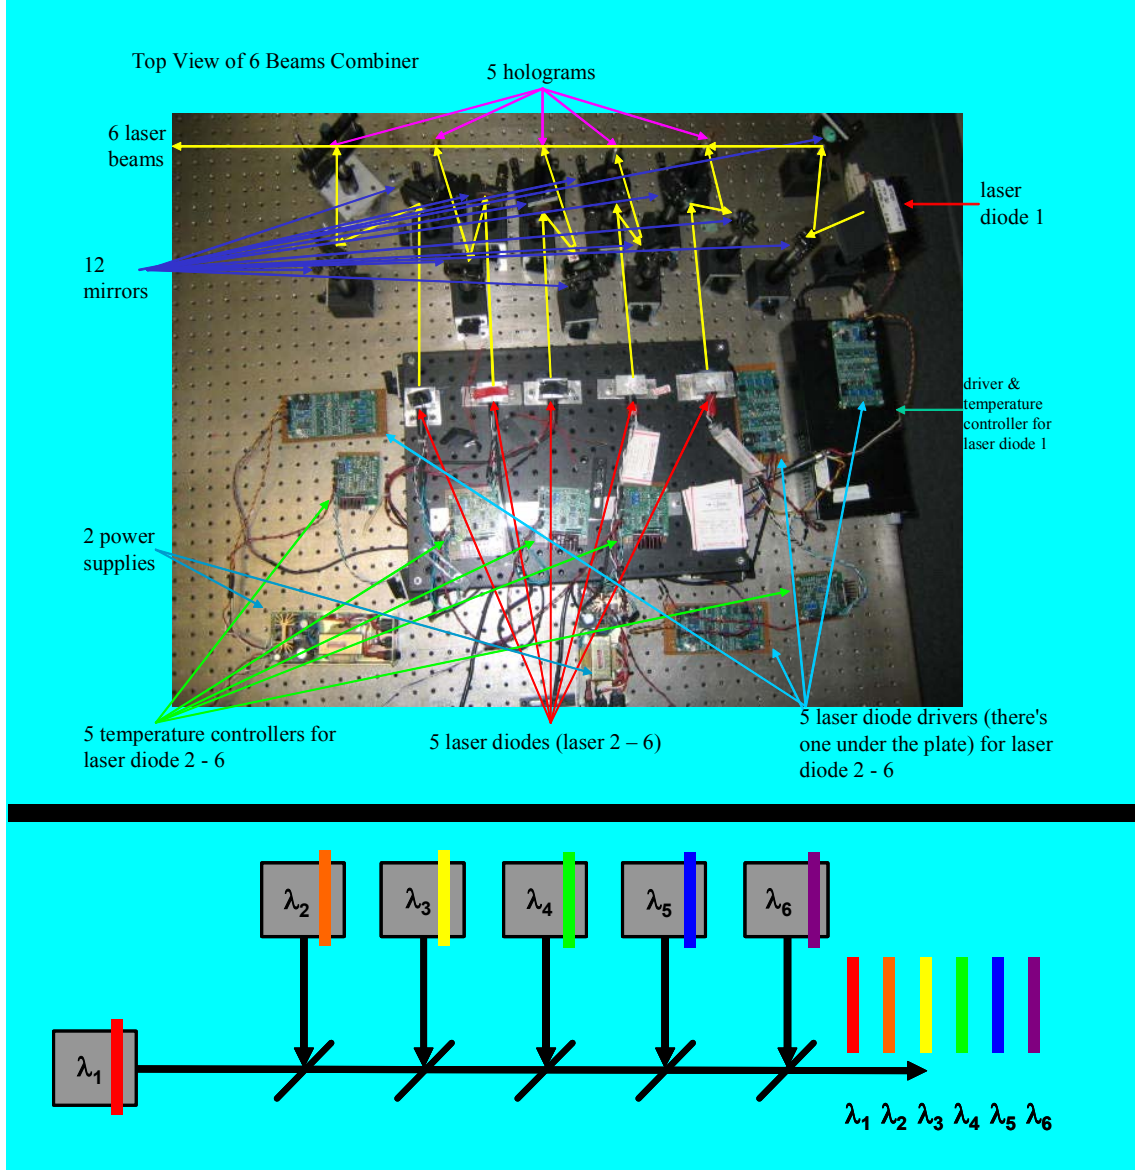 Top View of 6 Beams Combiner
5 holograms
6 laser
beams
laser
diode 1
12
mirrors
driver &
temperature
controller for
laser diode 1
2 power
supplies
5 temperature controllers for
laser diode 2 - 6
5 laser diodes (laser 2 – 6)
5 laser diode drivers (there's
one under the plate) for laser
diode 2 - 6
λ2 λ3 λ4 λ5 λ6
λ1
λ1 λ2 λ3 λ4 λ5 λ6